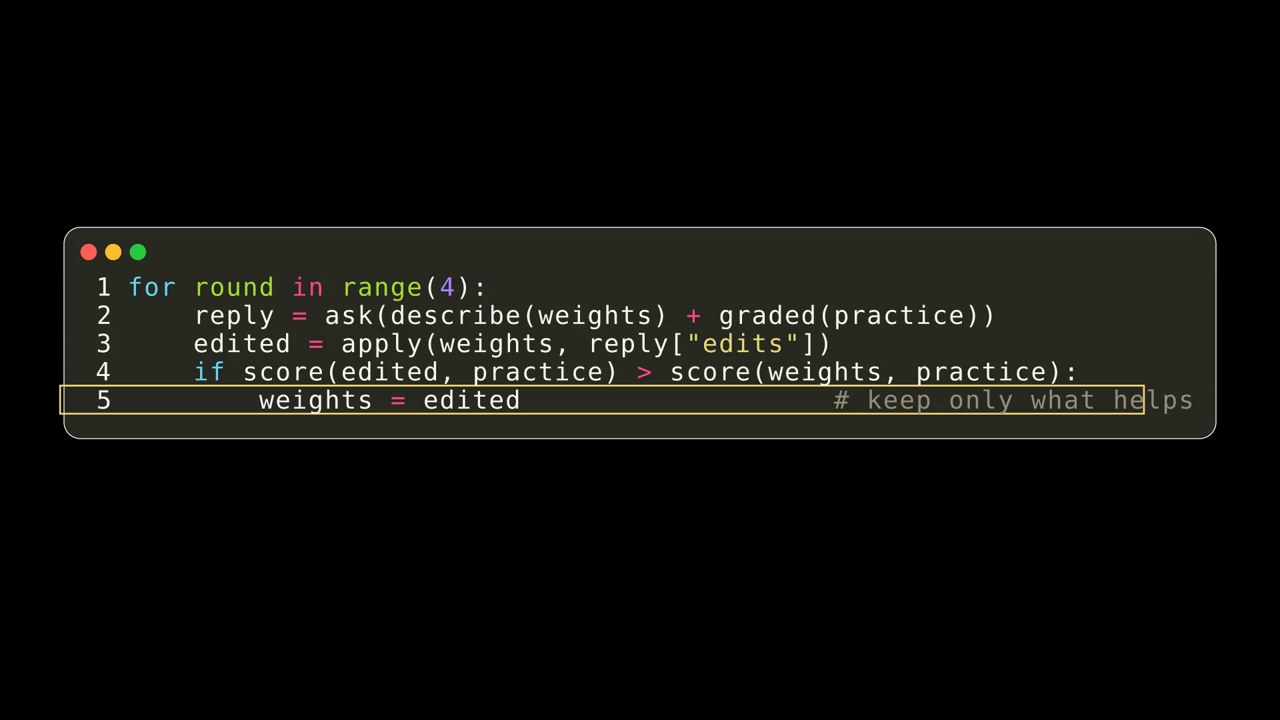 1 for round in range(4):
2     reply = ask(describe(weights) + graded(practice))
3     edited = apply(weights, reply["edits"])
4     if score(edited, practice) > score(weights, practice):
5         weights = edited                   # keep only what helps